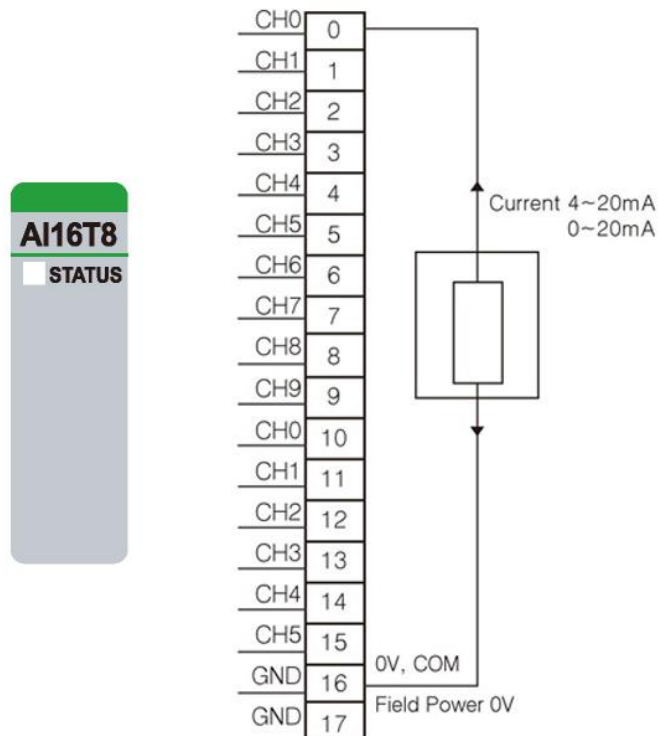 AI16T8
STATUS
CH0 0
CH1 1
CH2 2
CH3 3
CH4 4
CH5 5
CH6 6
CH7 7
CH8 8
CH9 9
CH0 10
CH1 11
CH2 12
CH3 13
CH4 14
CH5 15
GND 16
GND 17
Current 4~20mA
0~20mA
0V, COM
Field Power 0V